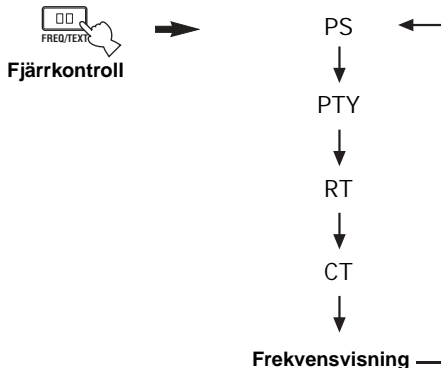 FREQ/TEXT
Fjärrkontroll
PS
PTY
RT
CT
Frekvensvisning